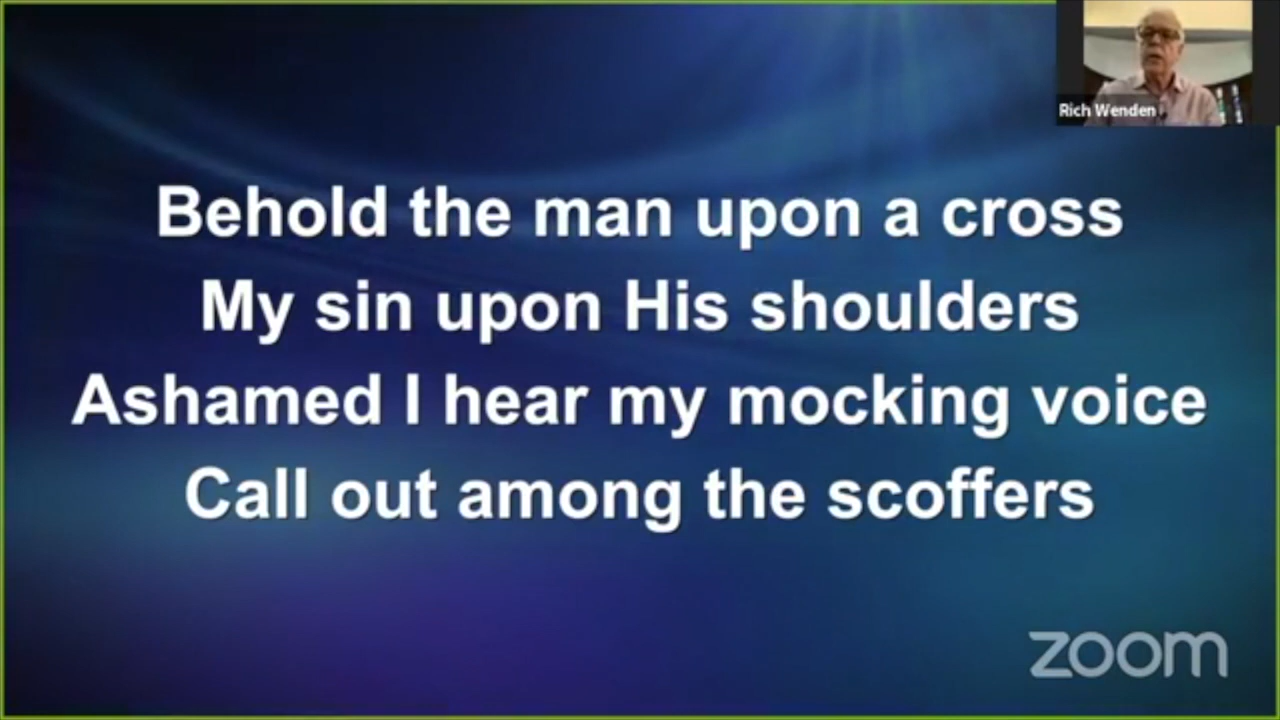 Rich Wenden
Behold the man upon a cross
My sin upon His shoulders
Ashamed I hear my mocking voice
Call out among the scoffers
zoom